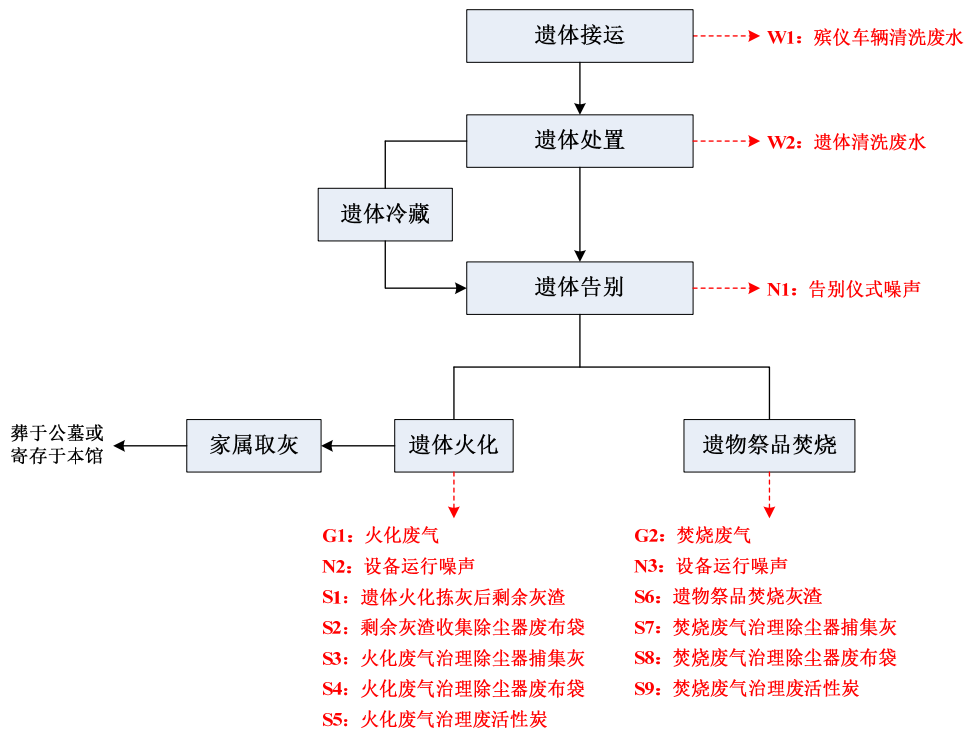 遗体接运
W1：殡仪车辆清洗废水
遗体处置
W2：遗体清洗废水
遗体冷藏
遗体告别
N1：告别仪式噪声
葬于公墓或
寄存于本馆
家属取灰
遗体火化
遗物祭品焚烧
G1：火化废气
N2：设备运行噪声
S1：遗体火化拣灰后剩余灰渣
S2：剩余灰渣收集除尘器废布袋
S3：火化废气治理除尘器捕集灰
S4：火化废气治理除尘器废布袋
S5：火化废气治理废活性炭
G2：焚烧废气
N3：设备运行噪声
S6：遗物祭品焚烧灰渣
S7：焚烧废气治理除尘器捕集灰
S8：焚烧废气治理除尘器废布袋
S9：焚烧废气治理废活性炭